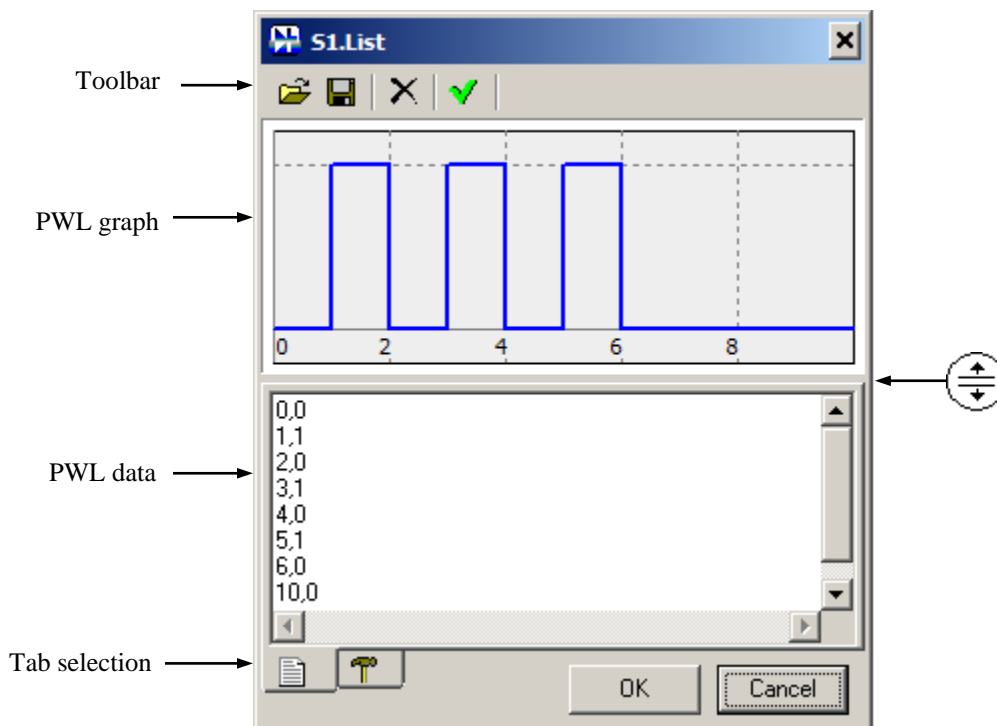 S1.List
Toolbar
PWL graph
0 2 4 6 8
PWL data
0,0
1,1
2,0
3,1
4,0
5,1
6,0
10,0
Tab selection
OK Cancel